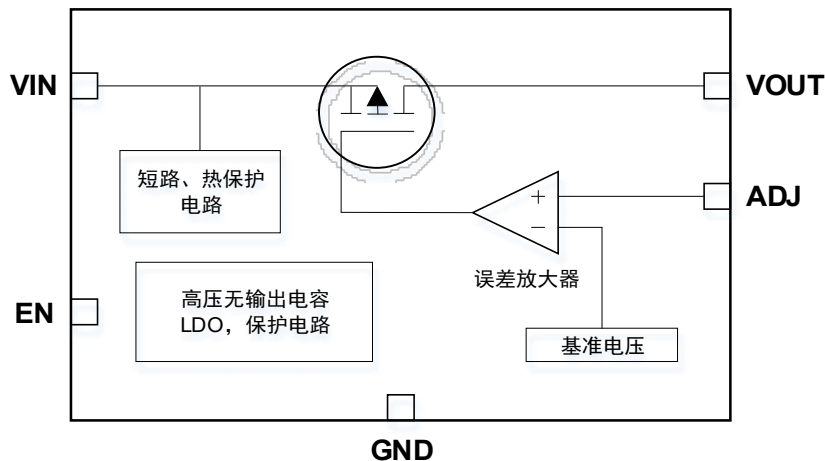 VIN
VOUT
短路、热保护
电路
+
ADJ
−
误差放大器
高压无输出电容
LDO，保护电路
EN
基准电压
GND